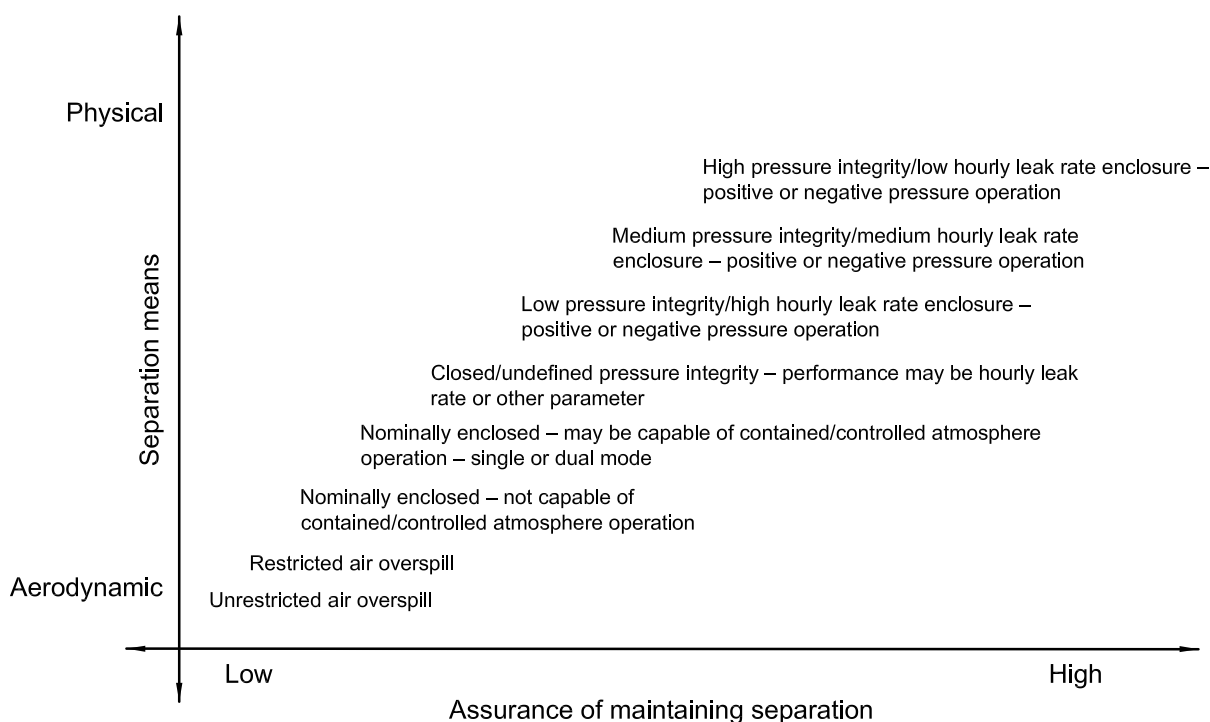 Physical
High pressure integrity/low hourly leak rate enclosure –
positive or negative pressure operation
Medium pressure integrity/medium hourly leak rate
enclosure – positive or negative pressure operation
Low pressure integrity/high hourly leak rate enclosure –
positive or negative pressure operation
Separation means
Closed/undefined pressure integrity – performance may be hourly leak
rate or other parameter
Nominally enclosed – may be capable of contained/controlled atmosphere
operation – single or dual mode
Nominally enclosed – not capable of
contained/controlled atmosphere operation
Restricted air overspill
Aerodynamic
Unrestricted air overspill
Low
High
Assurance of maintaining separation